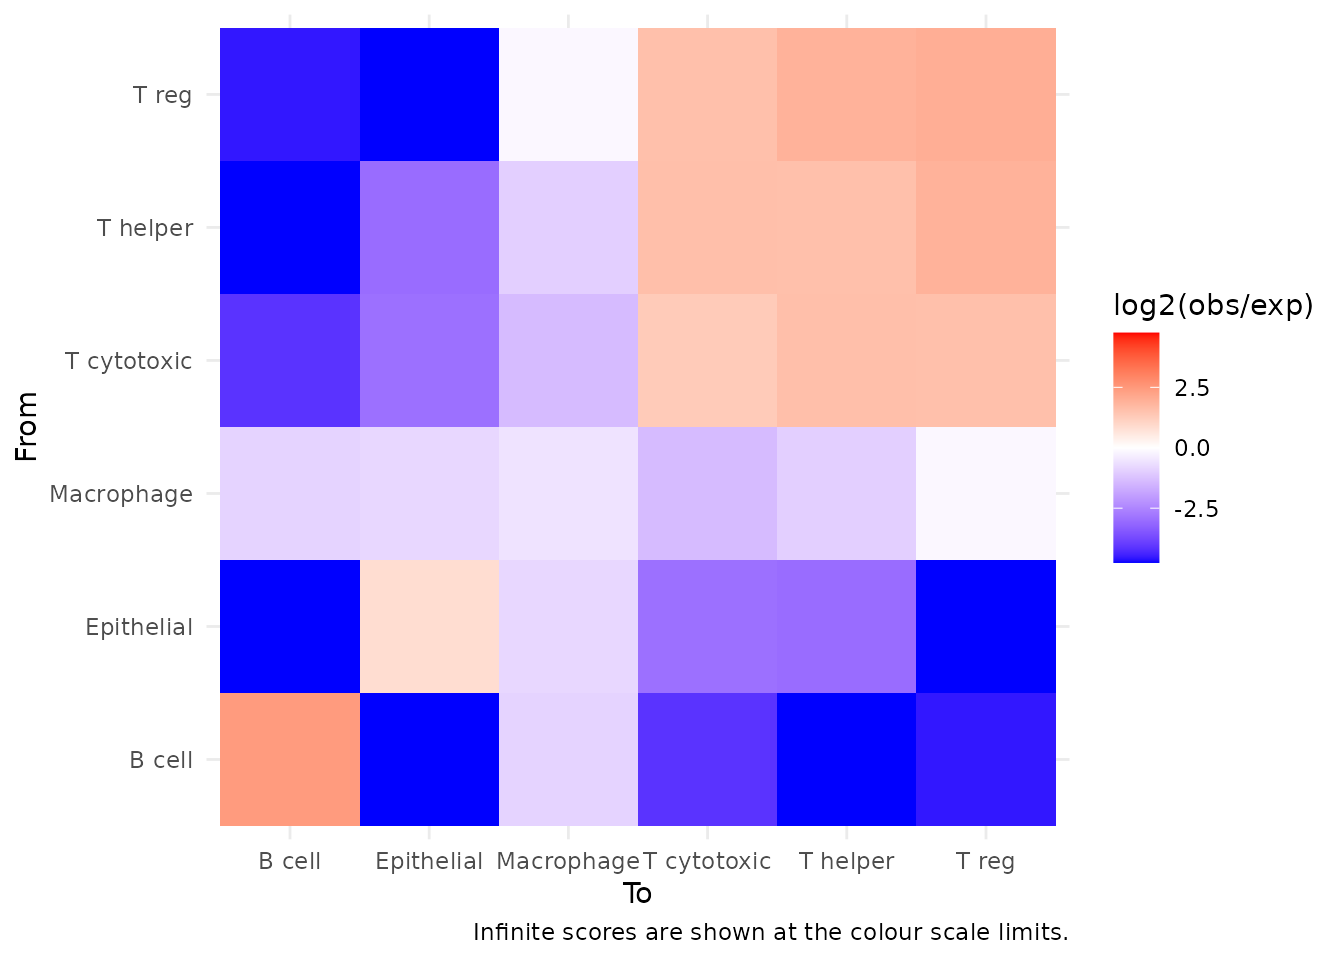 T reg
T helper
T cytotoxic
Macrophage
Epithelial
B cell
From
B cell Epithelial Macrophage T cytotoxic T helper T reg
To
Infinite scores are shown at the colour scale limits.
log2(obs/exp)
2.5
0.0
-2.5